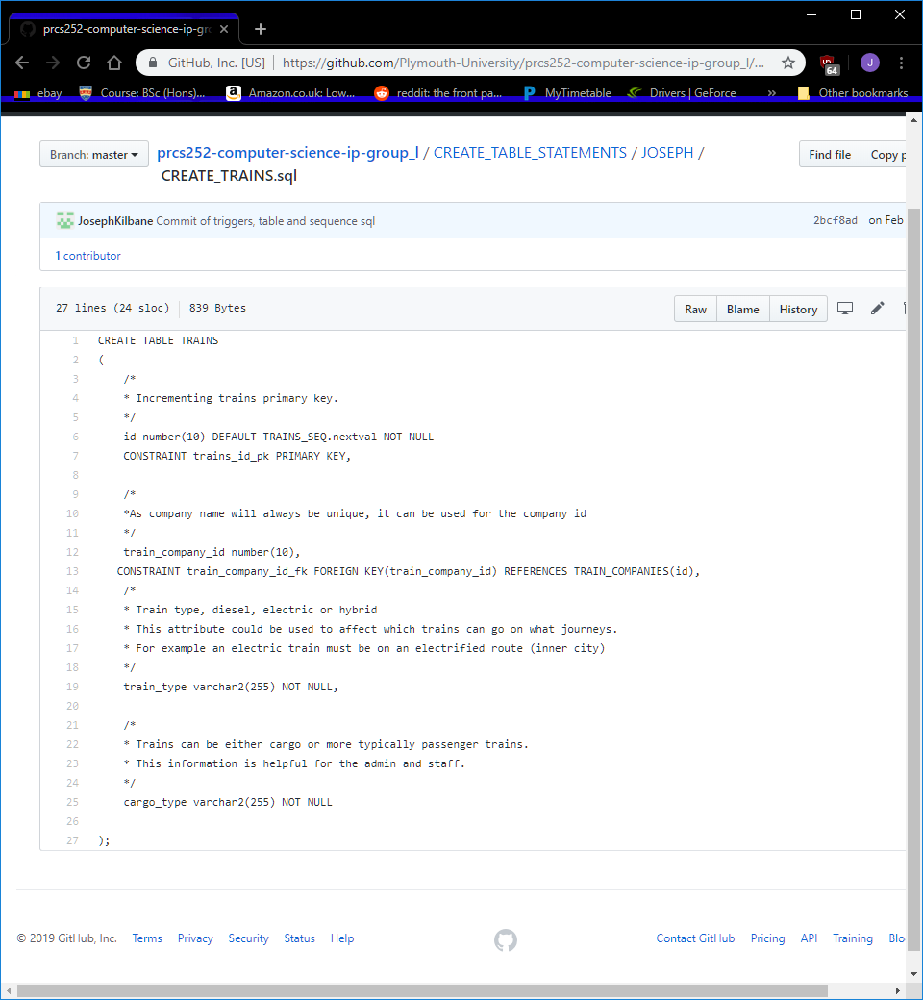 prcs252-computer-science-ip-gro
GitHub, Inc. [US] https://github.com/Plymouth-University/prcs252-computer-science-ip-group_l/...
64
J
ebay Course: BSc (Hons)... Amazon.co.uk: Low... reddit: the front pa... MyTimetable Drivers | GeForce » Other bookmarks
Branch: master prcs252-computer-science-ip-group_l / CREATE_TABLE_STATEMENTS / JOSEPH / Find file Copy p
CREATE_TRAINS.sql
JosephKilbane Commit of triggers, table and sequence sql 2bcf8ad on Feb
1 contributor
27 lines (24 sloc) 839 Bytes Raw Blame History
1 CREATE TABLE TRAINS
2 (
3 /*
4 * Incrementing trains primary key.
5 */
6 id number(10) DEFAULT TRAINS_SEQ.nextval NOT NULL
7 CONSTRAINT trains_id_pk PRIMARY KEY,
8
9 /*
10 *As company name will always be unique, it can be used for the company id
11 */
12 train_company_id number(10),
13 CONSTRAINT train_company_id_fk FOREIGN KEY(train_company_id) REFERENCES TRAIN_COMPANIES(id),
14 /*
15 * Train type, diesel, electric or hybrid
16 * This attribute could be used to affect which trains can go on what journeys.
17 * For example an electric train must be on an electrified route (inner city)
18 */
19 train_type varchar2(255) NOT NULL,
20
21 /*
22 * Trains can be either cargo or more typically passenger trains.
23 * This information is helpful for the admin and staff.
24 */
25 cargo_type varchar2(255) NOT NULL
26
27 );
© 2019 GitHub, Inc. Terms Privacy Security Status Help Contact GitHub Pricing API Training Blo